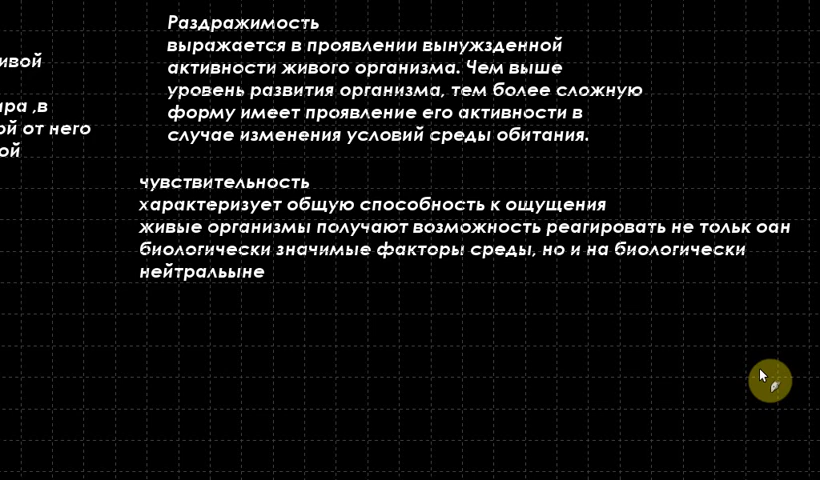 Раздражимость
выражается в проявлении вынужзденной
активности живого организма. Чем выше
уровень развития организма, тем более сложную
форму имеет проявление его активности в
случае изменения условий среды обитания.
ивой
ара ,в
ой от него
ой
чувствительность
характеризует общую способность к ощущения
живые организмы получают возможность реагировать не тольк оан
биологически значимые факторы среды, но и на биологически
нейтральыне